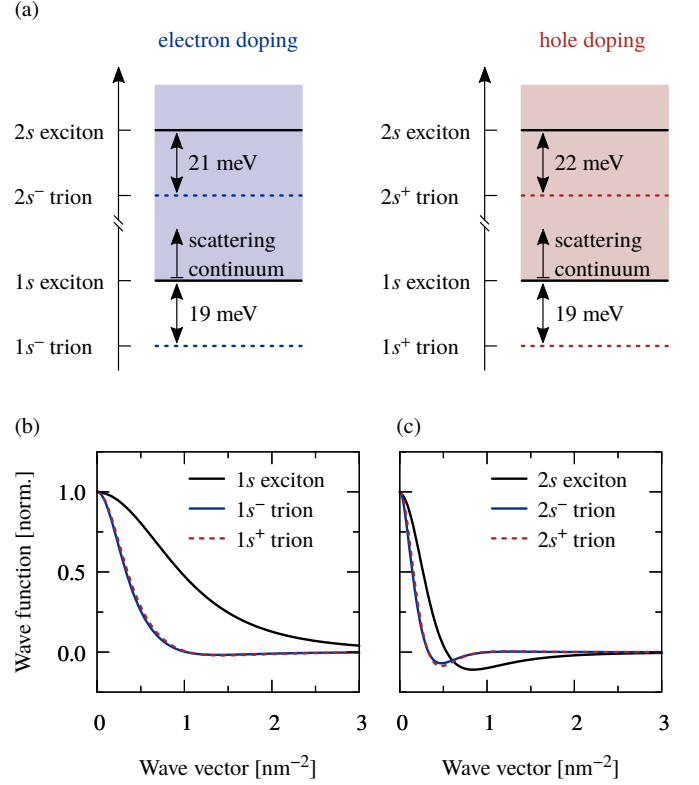 (a)
electron doping
hole doping
2s exciton
21 meV
2s⁻ trion
scattering
continuum
1s exciton
19 meV
1s⁻ trion
2s exciton
22 meV
2s⁺ trion
scattering
continuum
1s exciton
19 meV
1s⁺ trion
(b)
Wave function [norm.]
1.0
0.5
0.0
1s exciton
1s⁻ trion
1s⁺ trion
0 1 2 3
Wave vector [nm⁻²]
(c)
2s exciton
2s⁻ trion
2s⁺ trion
0 1 2 3
Wave vector [nm⁻²]